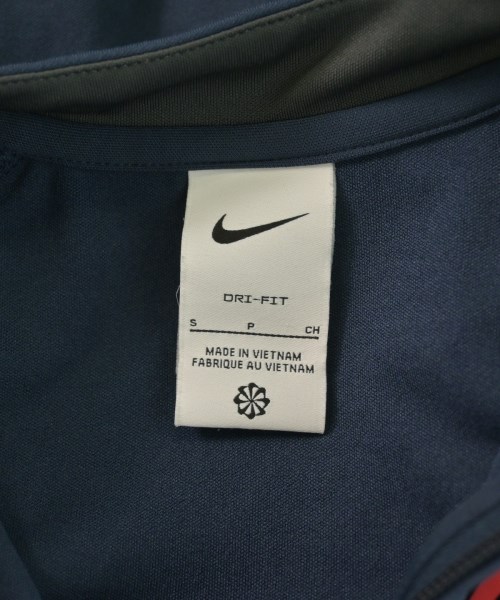 DRI-FIT
S P CH
MADE IN VIETNAM
FABRIQUE AU VIETNAM